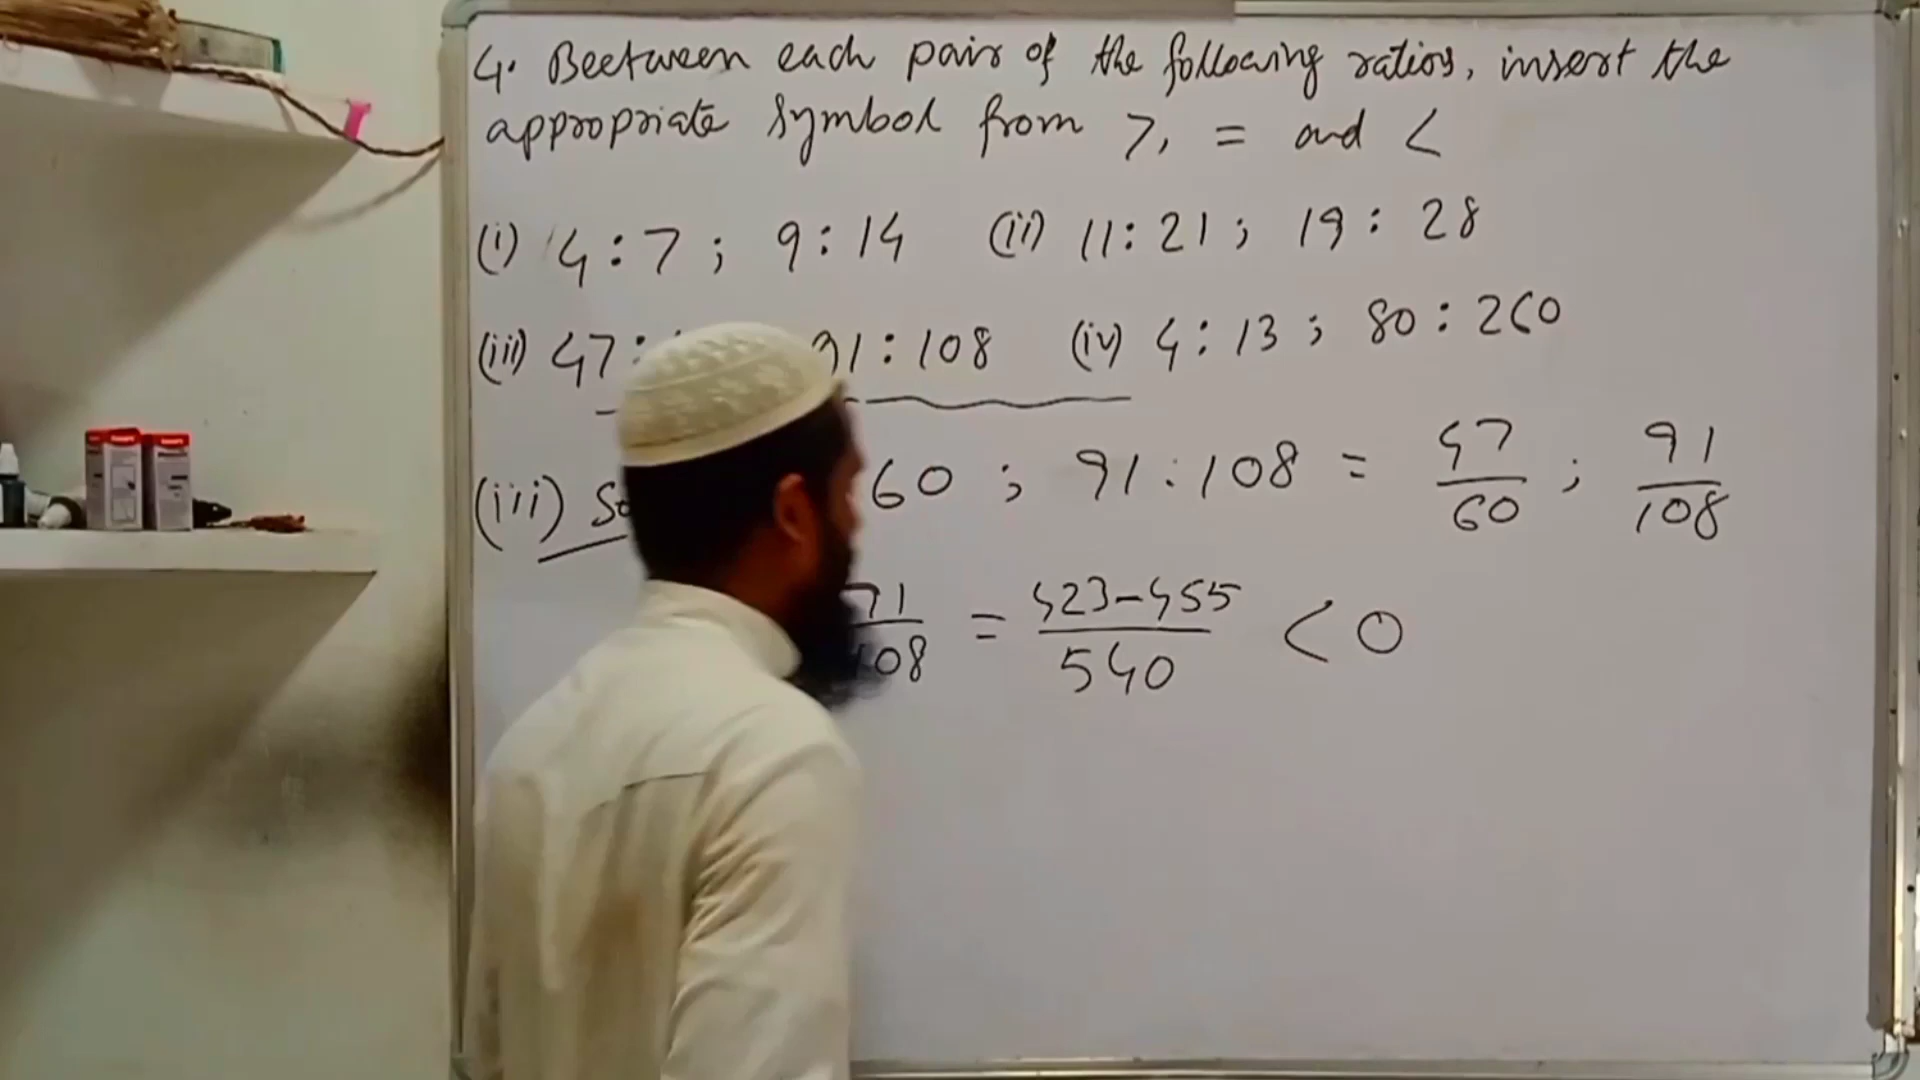 4. Beetween each pair of the following ratios, insert the
appropriate symbol from >, = and <
(i) 4:7; 9:14 (ii) 11:21; 19:28
(iii) 47: 91:108 (iv) 4:13; 80:260
(iii) So 60 ; 91:108 = 47/60 ; 91/108
91/108 = 423-455/540 < 0